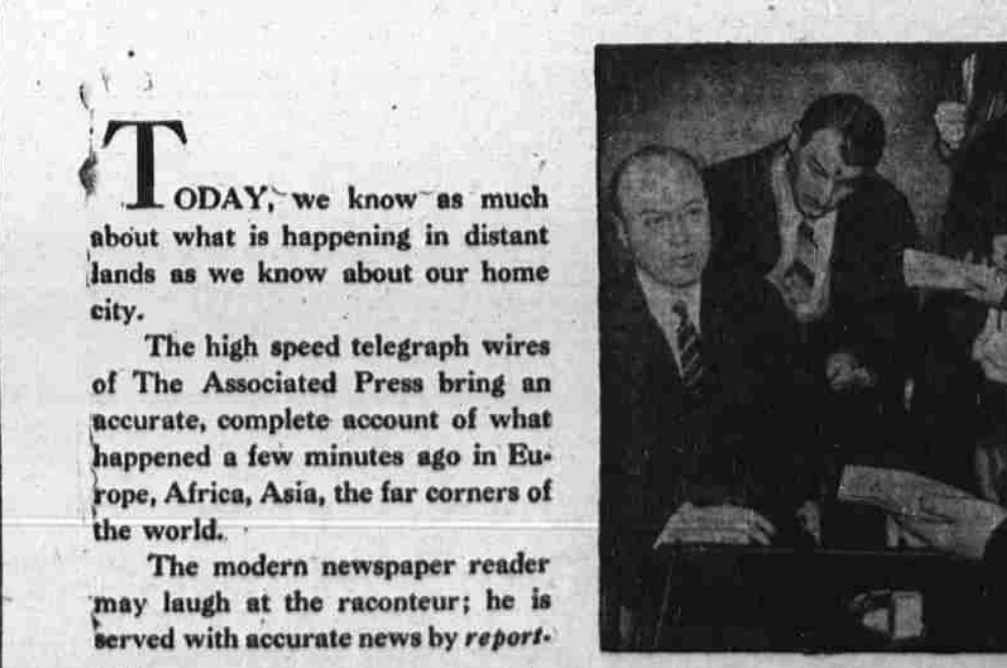 TODAY, we know as much
about what is happening in distant
lands as we know about our home
city.
The high speed telegraph wires
of The Associated Press bring an
accurate, complete account of what
happened a few minutes ago in Eu-
rope, Africa, Asia, the far corners of
the world.
The modern newspaper reader
may laugh at the raconteur; he is
served with accurate news by report-